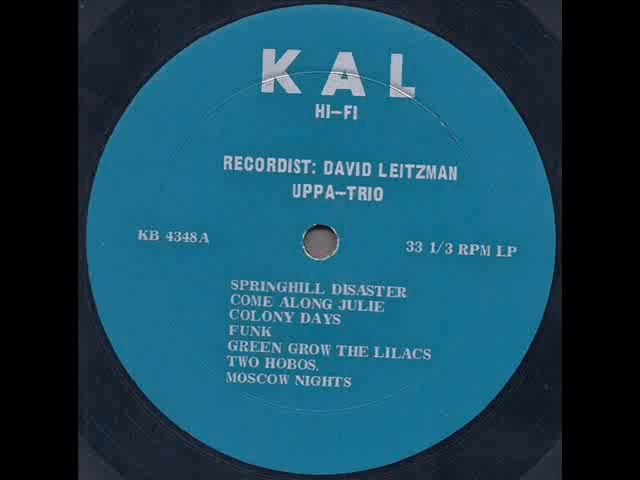 KAL
HI-FI
RECORDIST: DAVID LEITZMAN
UPPA-TRIO
KB 4348A
33 1/3 RPM LP
SPRINGHILL DISASTER
COME ALONG JULIE
COLONY DAYS
FUNK
GREEN GROW THE LILACS
TWO HOBOS.
MOSCOW NIGHTS